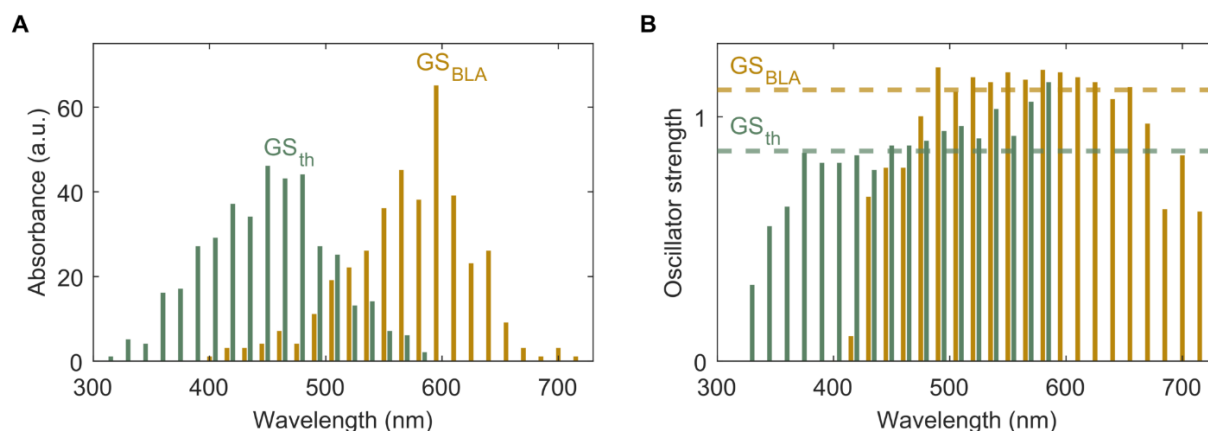 A
GS_BLA
GS_th
Absorbance (a.u.)
60
40
20
0
300
400
500
600
700
Wavelength (nm)
B
GS_BLA
GS_th
Oscillator strength
1
0
300
400
500
600
700
Wavelength (nm)